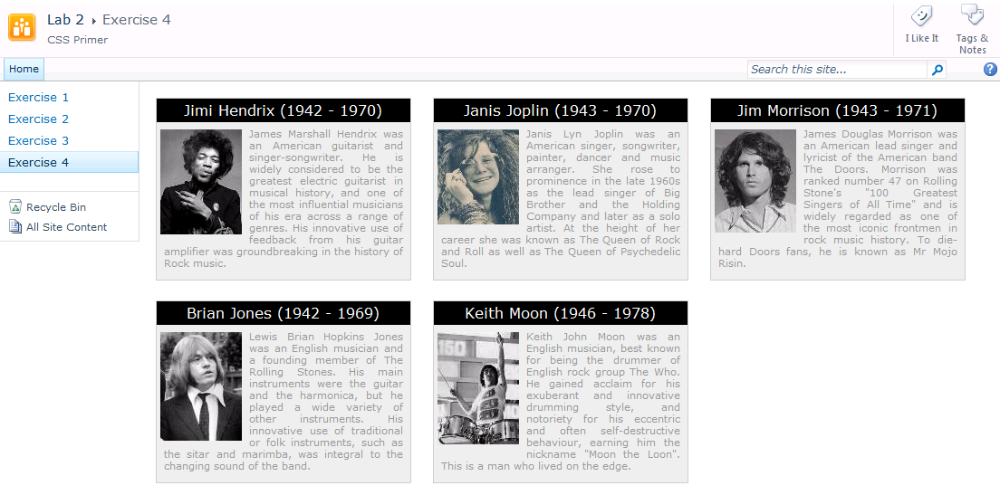 Lab 2 ▸ Exercise 4
CSS Primer
I Like It
Tags &
Notes
Home
Search this site...
Exercise 1
Exercise 2
Exercise 3
Exercise 4
Recycle Bin
All Site Content
Jimi Hendrix (1942 - 1970)
James Marshall Hendrix was
an American guitarist and
singer-songwriter. He is
widely considered to be the
greatest electric guitarist in
musical history, and one of
the most influential musicians
of his era across a range of
genres. His innovative use of
feedback from his guitar
amplifier was groundbreaking in the history of
Rock music.
Janis Joplin (1943 - 1970)
Janis Lyn Joplin was an
American singer, songwriter,
painter, dancer and music
arranger. She rose to
prominence in the late 1960s
as the lead singer of Big
Brother and the Holding
Company and later as a solo
artist. At the height of her
career she was known as The Queen of Rock
and Roll as well as The Queen of Psychedelic
Soul.
Jim Morrison (1943 - 1971)
James Douglas Morrison was
an American lead singer and
lyricist of the American band
The Doors. Morrison was
ranked number 47 on Rolling
Stone's "100 Greatest
Singers of All Time" and is
widely regarded as one of
the most iconic frontmen in
rock music history. To die-
hard Doors fans, he is known as Mr Mojo
Risin.
Brian Jones (1942 - 1969)
Lewis Brian Hopkins Jones
was an English musician and
a founding member of The
Rolling Stones. His main
instruments were the guitar
and the harmonica, but he
played a wide variety of
other instruments. His
innovative use of traditional
or folk instruments, such as
the sitar and marimba, was integral to the
changing sound of the band.
Keith Moon (1946 - 1978)
Keith John Moon was an
English musician, best known
for being the drummer of
English rock group The Who.
He gained acclaim for his
exuberant and innovative
drumming style, and
notoriety for his eccentric
and often self-destructive
behaviour, earning him the
nickname "Moon the Loon".
This is a man who lived on the edge.